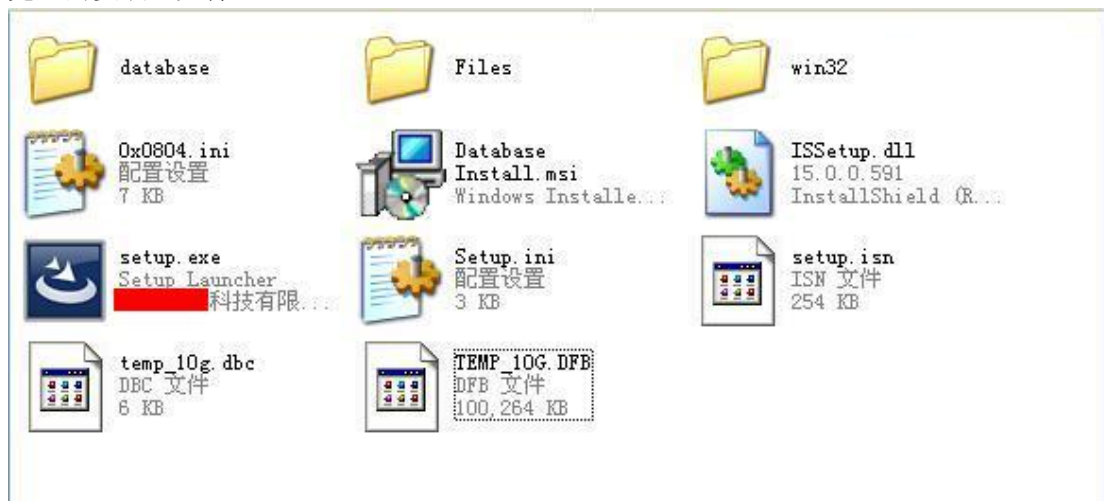 database
Files
win32
0x0804.ini
配置设置
7 KB
Database
Install.msi
Windows Installe...
ISSetup.dll
15.0.0.591
InstallShield (R...
setup.exe
Setup Launcher
科技有限...
Setup.ini
配置设置
3 KB
setup.isn
ISN 文件
254 KB
temp_10g.dbc
DBC 文件
6 KB
TEMP_10G.DFB
DFB 文件
100,264 KB